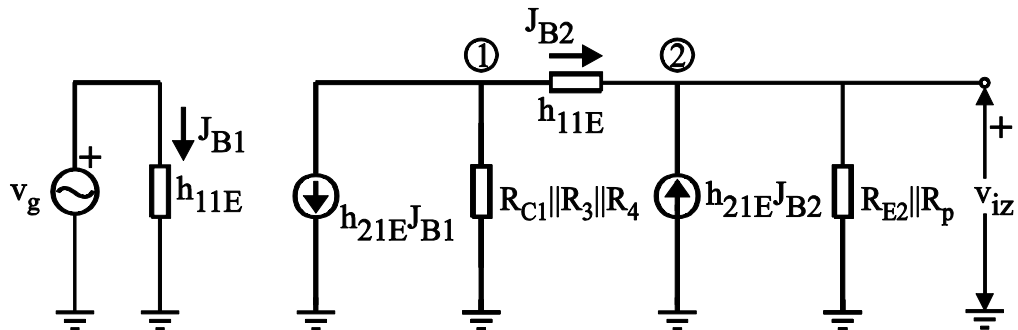 J_B2
① ②
h_11E
J_B1
+
+
v_g
h_11E
h_21E J_B1
R_C1||R_3||R_4
h_21E J_B2
R_E2||R_p
v_iz